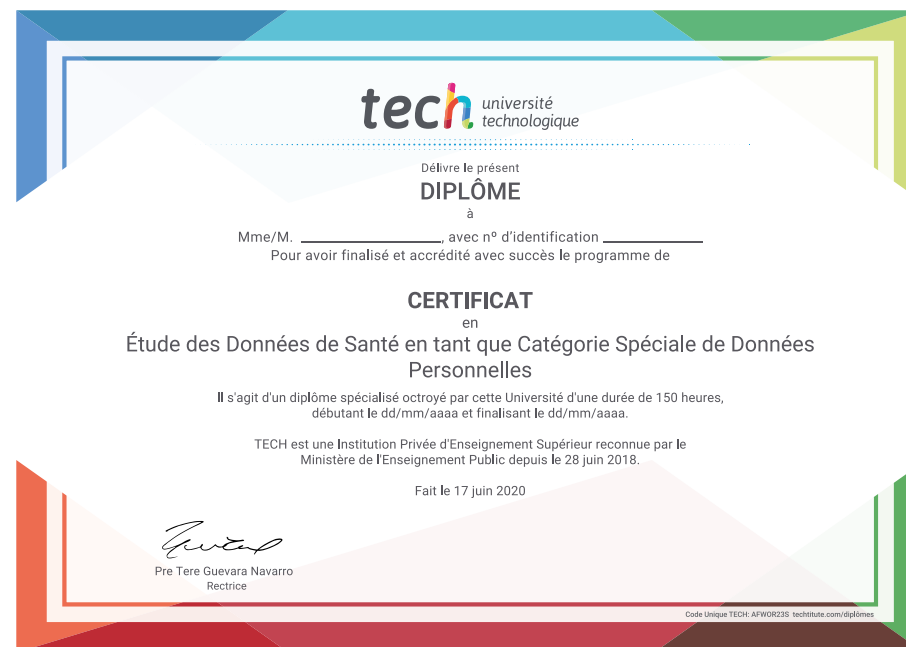 tech université
technologique
Délivre le présent
DIPLÔME
à
Mme/M. ____________________, avec nº d'identification ______________
Pour avoir finalisé et accrédité avec succès le programme de
CERTIFICAT
en
Étude des Données de Santé en tant que Catégorie Spéciale de Données
Personnelles
Il s'agit d'un diplôme spécialisé octroyé par cette Université d'une durée de 150 heures,
débutant le dd/mm/aaaa et finalisant le dd/mm/aaaa.
TECH est une Institution Privée d'Enseignement Supérieur reconnue par le
Ministère de l'Enseignement Public depuis le 28 juin 2018.
Fait le 17 juin 2020
Pre Tere Guevara Navarro
Rectrice
Code Unique TECH: AFWOR23S techtitute.com/diplômes